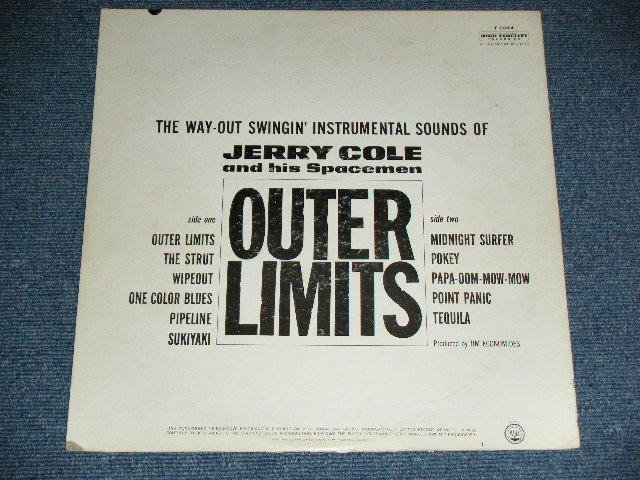 HIGH FIDELITY
THE WAY-OUT SWINGIN' INSTRUMENTAL SOUNDS OF
JERRY COLE
and his Spacemen
OUTER
LIMITS
side one
OUTER LIMITS
THE STRUT
WIPEOUT
ONE COLOR BLUES
PIPELINE
SUKIYAKI
side two
MIDNIGHT SURFER
POKEY
PAPA-OOM-MOW-MOW
POINT PANIC
TEQUILA
Produced by JIM ECONOMIDES